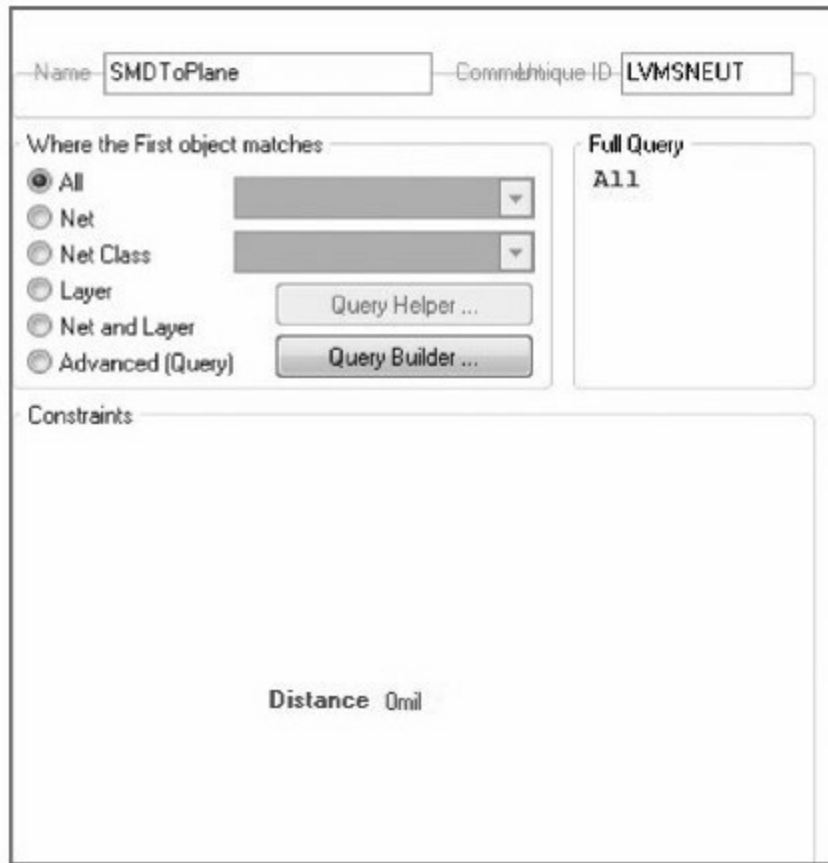 Name SMDToPlane Comment Unique ID LVMSNEUT
Where the First object matches
All
Net
Net Class
Layer
Net and Layer
Advanced (Query)
Query Helper ...
Query Builder ...
Full Query
All
Constraints
Distance 0mil